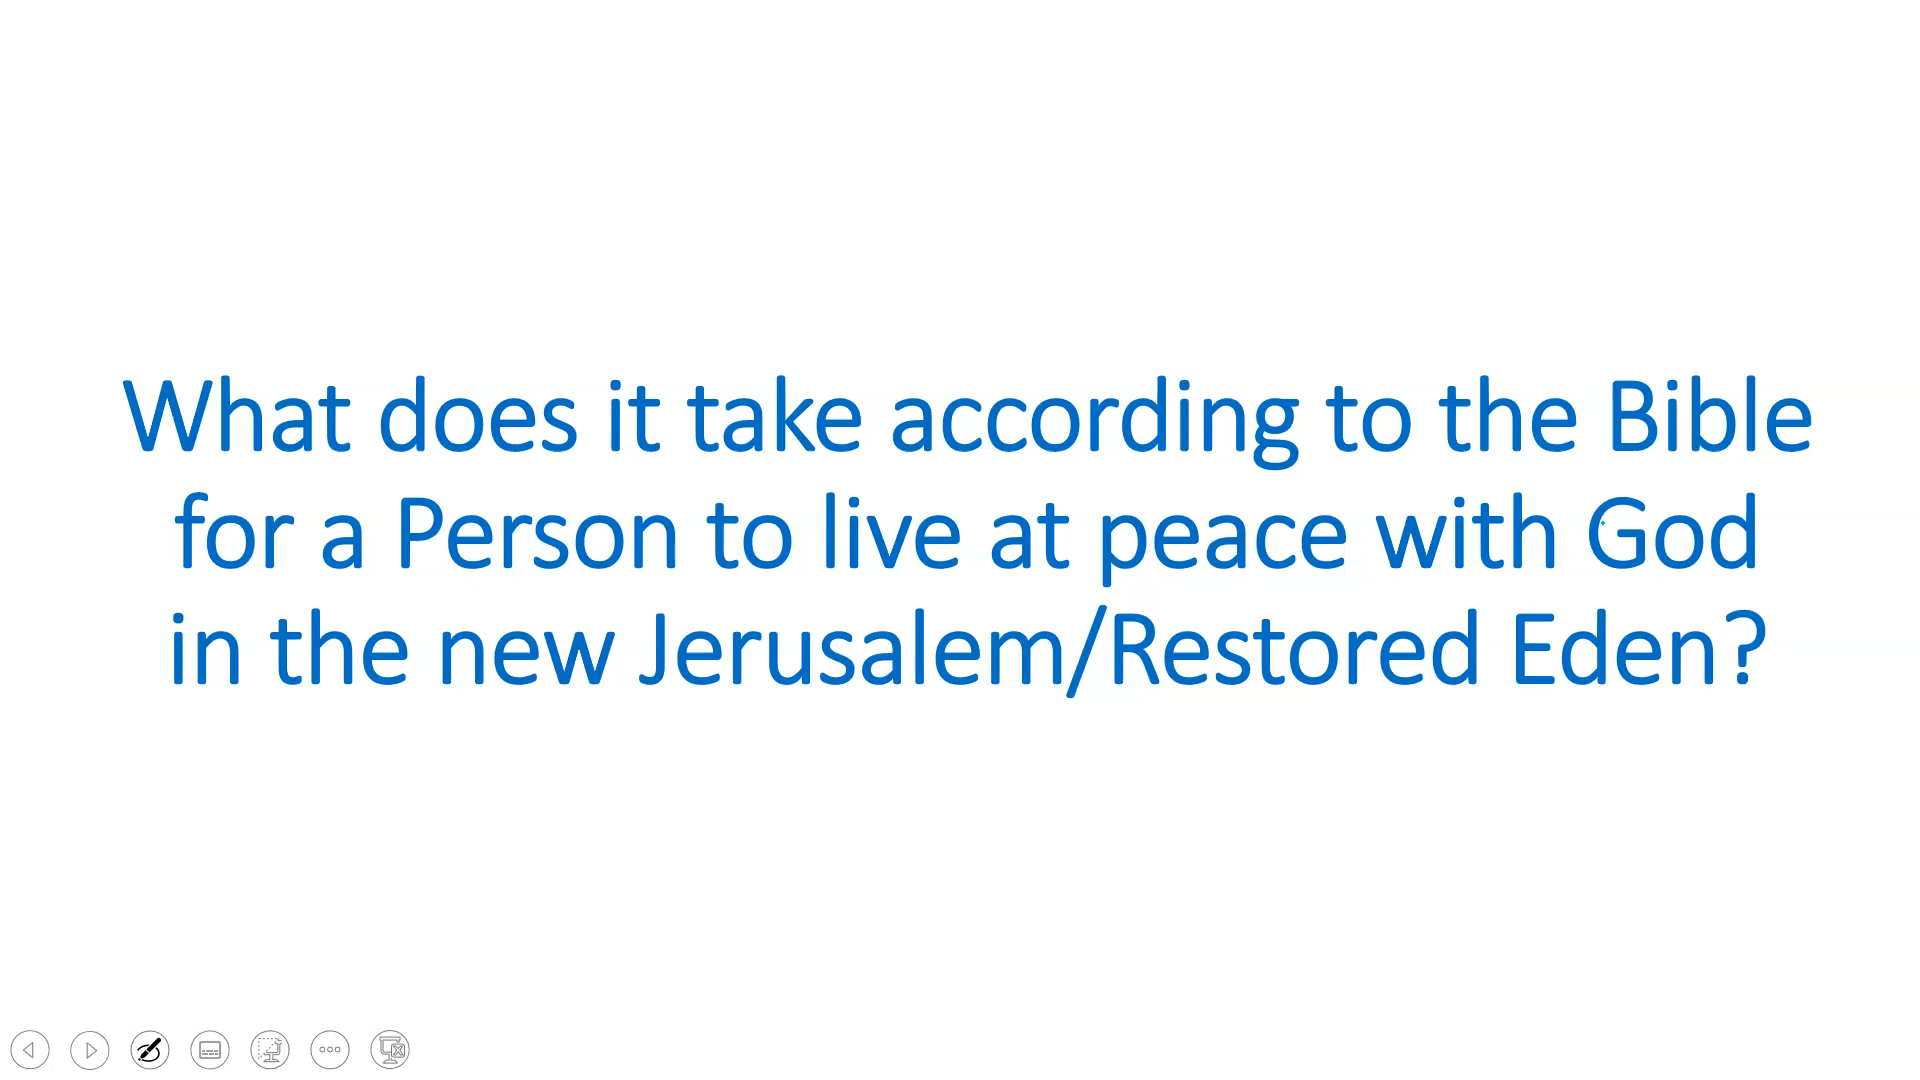 What does it take according to the Bible
for a Person to live at peace with God
in the new Jerusalem/Restored Eden?